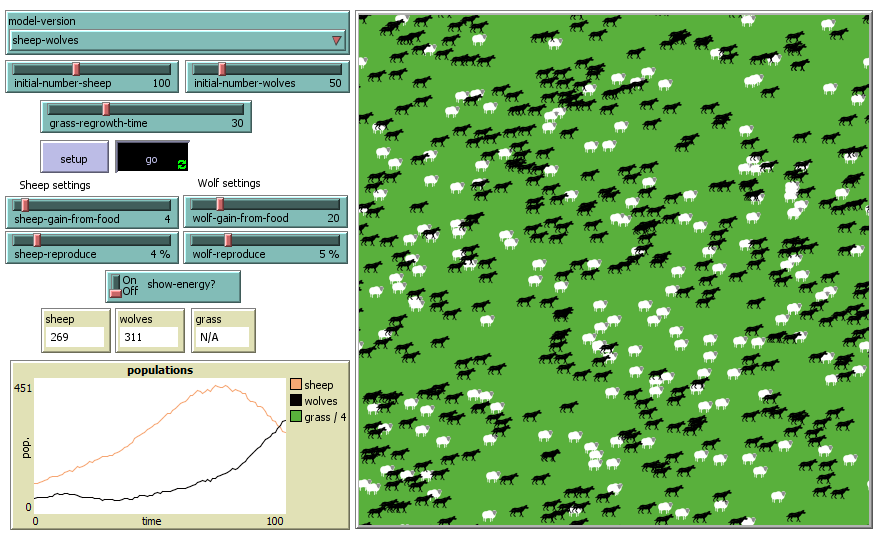 model-version
sheep-wolves
initial-number-sheep 100
initial-number-wolves 50
grass-regrowth-time 30
setup
go
Sheep settings
Wolf settings
sheep-gain-from-food 4
wolf-gain-from-food 20
sheep-reproduce 4 %
wolf-reproduce 5 %
On
Off
show-energy?
sheep
269
wolves
311
grass
N/A
populations
451
pop.
0
0
time
100
sheep
wolves
grass / 4